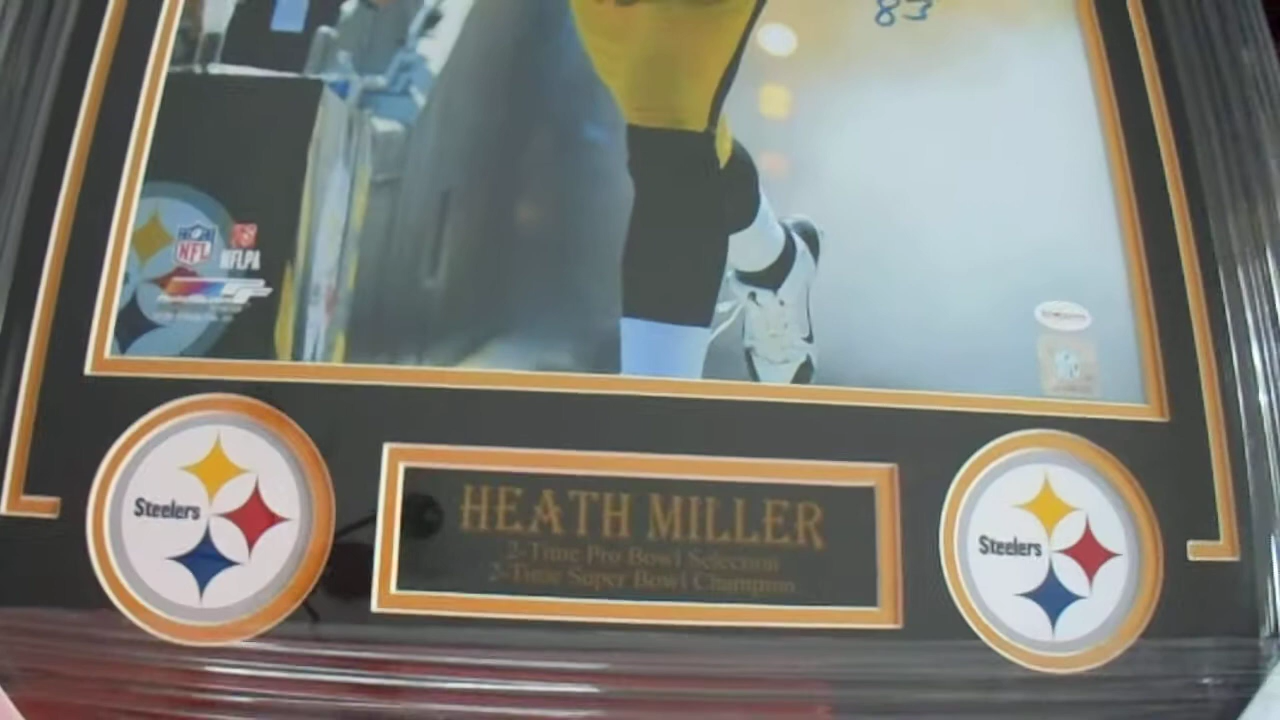 83
NFL
NFLPA
Steelers
HEATH MILLER
2-Time Pro Bowl Selection
2-Time Super Bowl Champion
Steelers